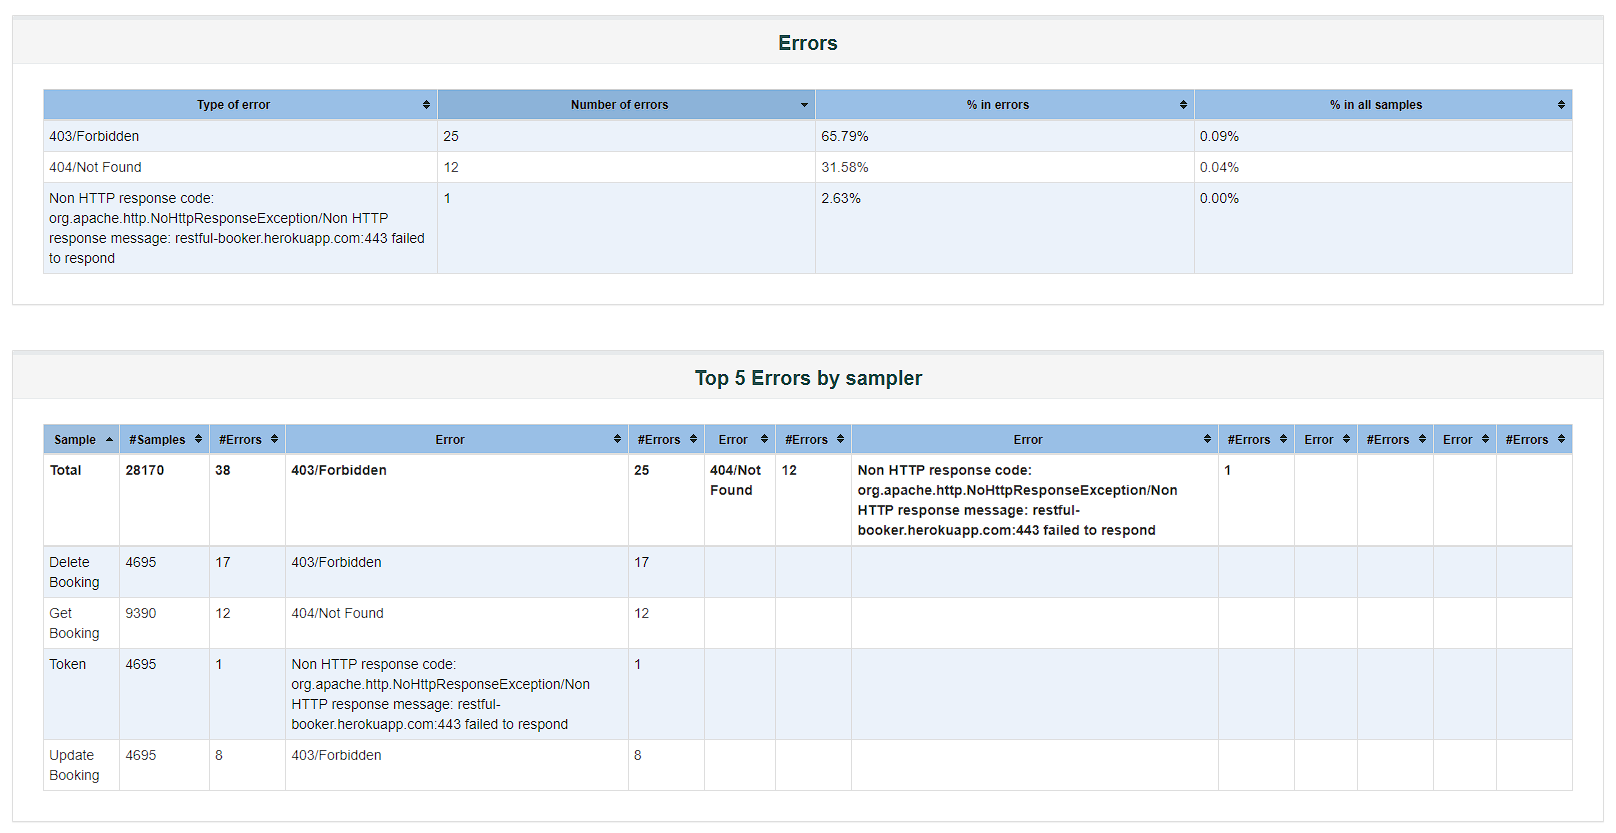 Errors
Type of error Number of errors % in errors % in all samples
403/Forbidden 25 65.79% 0.09%
404/Not Found 12 31.58% 0.04%
Non HTTP response code: 1 2.63% 0.00%
org.apache.http.NoHttpResponseException/Non HTTP
response message: restful-booker.herokuapp.com:443 failed
to respond
Top 5 Errors by sampler
Sample #Samples #Errors Error #Errors Error #Errors Error #Errors Error #Errors Error #Errors
Total 28170 38 403/Forbidden 25 404/Not 12 Non HTTP response code: 1
Found org.apache.http.NoHttpResponseException/Non
HTTP response message: restful-
booker.herokuapp.com:443 failed to respond
Delete 4695 17 403/Forbidden 17
Booking
Get 9390 12 404/Not Found 12
Booking
Token 4695 1 Non HTTP response code: 1
org.apache.http.NoHttpResponseException/Non
HTTP response message: restful-
booker.herokuapp.com:443 failed to respond
Update 4695 8 403/Forbidden 8
Booking